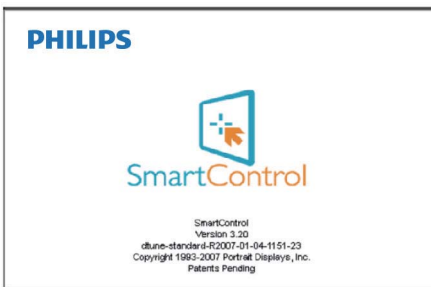 PHILIPS
SmartControl
SmartControl
Version 3.20
dtune-standard-R2007-01-04-1151-23
Copyright 1993-2007 Portrait Displays, Inc.
Patents Pending